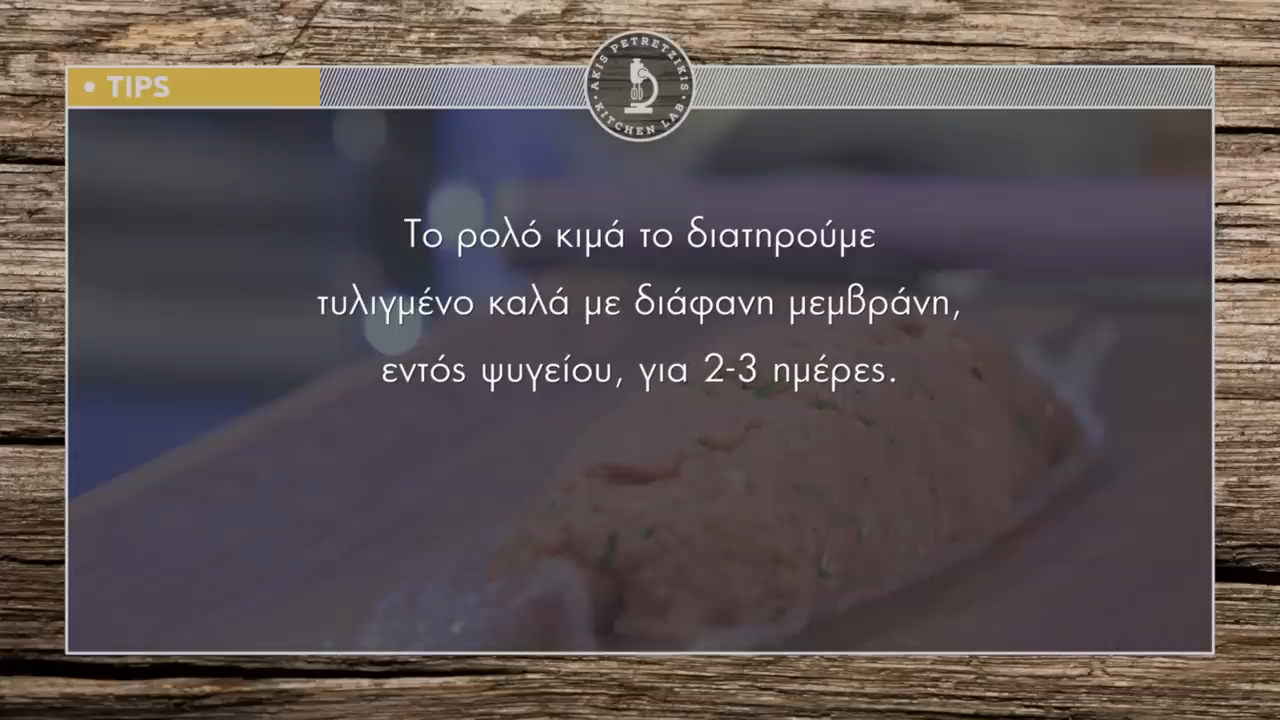 • TIPS
AKIS PETRETZIKIS
• KITCHEN LAB •
Το ρολό κιμά το διατηρούμε
τυλιγμένο καλά με διάφανη μεμβράνη,
εντός ψυγείου, για 2-3 ημέρες.